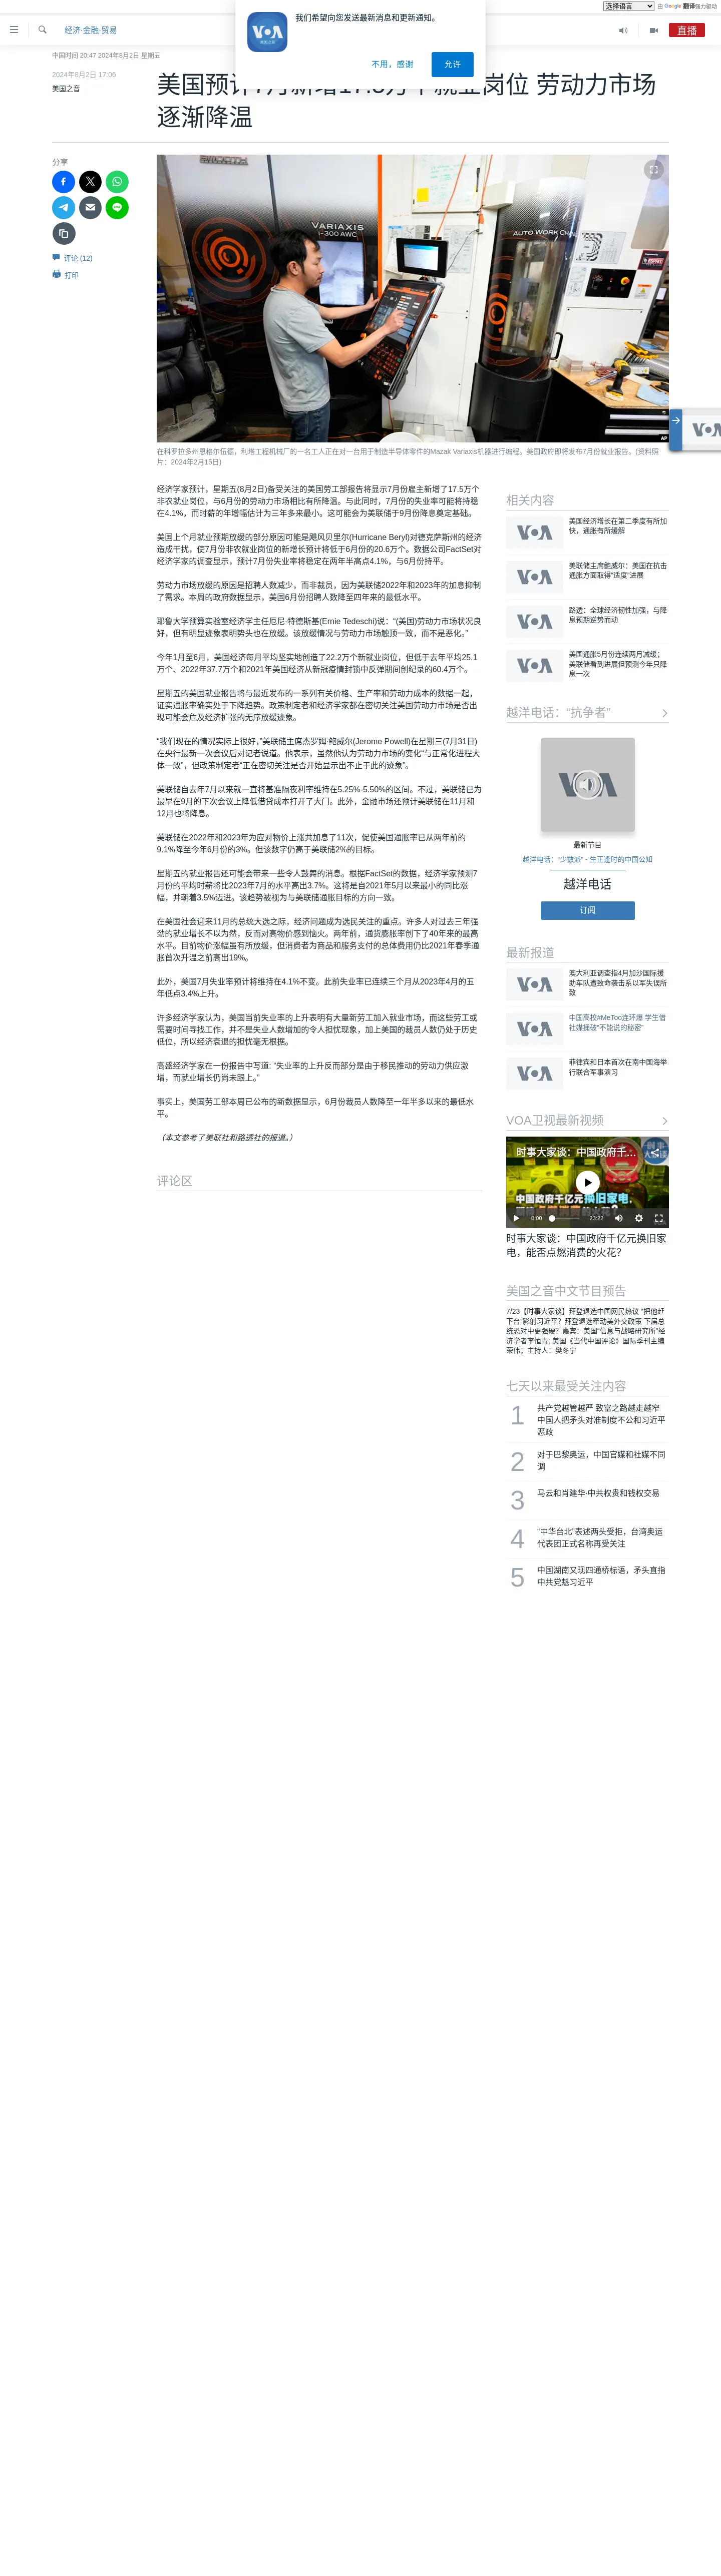 选择语言
由 Google 翻译强力驱动
VOA
美国之音
我们希望向您发送最新消息和更新通知。
不用，感谢
允许
经济·金融·贸易
直播
中国时间 20:47 2024年8月2日 星期五
2024年8月2日 17:06
美国之音
美国预计7月新增17.5万个就业岗位 劳动力市场
逐渐降温
分享
评论 (12)
打印
VARIAXIS
i-300 AWC
AUTO WORK CHAN
AP
在科罗拉多州恩格尔伍德，利塔工程机械厂的一名工人正在对一台用于制造半导体零件的Mazak Variaxis机器进行编程。美国政府即将发布7月份就业报告。(资料照
片：2024年2月15日)
经济学家预计，星期五(8月2日)备受关注的美国劳工部报告将显示7月份雇主新增了17.5万个
非农就业岗位，与6月份的劳动力市场相比有所降温。与此同时，7月份的失业率可能将持稳
在4.1%，而时薪的年增幅估计为三年多来最小。这可能会为美联储于9月份降息奠定基础。
美国上个月就业预期放缓的部分原因可能是飓风贝里尔(Hurricane Beryl)对德克萨斯州的经济
造成干扰，使7月份非农就业岗位的新增长预计将低于6月份的20.6万个。数据公司FactSet对
经济学家的调查显示，预计7月份失业率将稳定在两年半高点4.1%，与6月份持平。
劳动力市场放缓的原因是招聘人数减少，而非裁员，因为美联储2022年和2023年的加息抑制
了需求。本周的政府数据显示，美国6月份招聘人数降至四年来的最低水平。
耶鲁大学预算实验室经济学主任厄尼·特德斯基(Ernie Tedeschi)说：“(美国)劳动力市场状况良
好，但有明显迹象表明势头也在放缓。该放缓情况与劳动力市场触顶一致，而不是恶化。”
今年1月至6月，美国经济每月平均坚实地创造了22.2万个新就业岗位，但低于去年平均25.1
万个、2022年37.7万个和2021年美国经济从新冠疫情封锁中反弹期间创纪录的60.4万个。
星期五的美国就业报告将与最近发布的一系列有关价格、生产率和劳动力成本的数据一起，
证实通胀率确实处于下降趋势。政策制定者和经济学家都在密切关注美国劳动力市场是否出
现可能会危及经济扩张的无序放缓迹象。
“我们现在的情况实际上很好，”美联储主席杰罗姆·鲍威尔(Jerome Powell)在星期三(7月31日)
在央行最新一次会议后对记者说道。他表示，虽然他认为劳动力市场的变化“与正常化进程大
体一致”，但政策制定者“正在密切关注是否开始显示出不止于此的迹象”。
美联储自去年7月以来就一直将基准隔夜利率维持在5.25%-5.50%的区间。不过，美联储已为
最早在9月的下次会议上降低借贷成本打开了大门。此外，金融市场还预计美联储在11月和
12月也将降息。
美联储在2022年和2023年为应对物价上涨共加息了11次，促使美国通胀率已从两年前的
9.1%降至今年6月份的3%。但该数字仍高于美联储2%的目标。
星期五的就业报告还可能会带来一些令人鼓舞的消息。根据FactSet的数据，经济学家预测7
月份的平均时薪将比2023年7月的水平高出3.7%。这将是自2021年5月以来最小的同比涨
幅，并朝着3.5%迈进。该趋势被视为与美联储通胀目标的方向一致。
在美国社会迎来11月的总统大选之际，经济问题成为选民关注的重点。许多人对过去三年强
劲的就业增长不以为然，反而对高物价感到恼火。两年前，通货膨胀率创下了40年来的最高
水平。目前物价涨幅虽有所放缓，但消费者为商品和服务支付的总体费用仍比2021年春季通
胀首次升温之前高出19%。
此外，美国7月失业率预计将维持在4.1%不变。此前失业率已连续三个月从2023年4月的五
年低点3.4%上升。
许多经济学家认为，美国当前失业率的上升表明有大量新劳工加入就业市场，而这些劳工或
需要时间寻找工作，并不是失业人数增加的令人担忧现象，加上美国的裁员人数仍处于历史
低位，所以经济衰退的担忧毫无根据。
高盛经济学家在一份报告中写道: “失业率的上升反而部分是由于移民推动的劳动力供应激
增，而就业增长仍尚未跟上。”
事实上，美国劳工部本周已公布的新数据显示，6月份裁员人数降至一年半多以来的最低水
平。
（本文参考了美联社和路透社的报道。）
评论区
相关内容
美国经济增长在第二季度有所加
快，通胀有所缓解
美联储主席鲍威尔：美国在抗击
通胀方面取得“适度”进展
路透：全球经济韧性加强，与降
息预期逆势而动
美国通胀5月份连续两月减缓；
美联储看到进展但预测今年只降
息一次
越洋电话：“抗争者”
最新节目
越洋电话：“少数派” - 生正逢时的中国公知
越洋电话
订阅
最新报道
澳大利亚调查指4月加沙国际援
助车队遭致命袭击系以军失误所
致
中国高校#MeToo连环爆 学生借
社媒捅破“不能说的秘密”
菲律宾和日本首次在南中国海举
行联合军事演习
VOA卫视最新视频
时事大家谈：中国政府千…
中国政府千亿元换旧家电,
0:00
23:22
时事大家谈：中国政府千亿元换旧家
电，能否点燃消费的火花？
美国之音中文节目预告
7/23【时事大家谈】拜登退选中国网民热议 “把他赶
下台”影射习近平？拜登退选牵动美外交政策 下届总
统恐对中更强硬？嘉宾：美国“信息与战略研究所”经
济学者李恒青; 美国《当代中国评论》国际季刊主编
荣伟；主持人：樊冬宁
七天以来最受关注内容
1
共产党越管越严 致富之路越走越窄
中国人把矛头对准制度不公和习近平
恶政
2
对于巴黎奥运，中国官媒和社媒不同
调
3
马云和肖建华·中共权贵和钱权交易
4
“中华台北”表述两头受拒，台湾奥运
代表团正式名称再受关注
5
中国湖南又现四通桥标语，矛头直指
中共党魁习近平